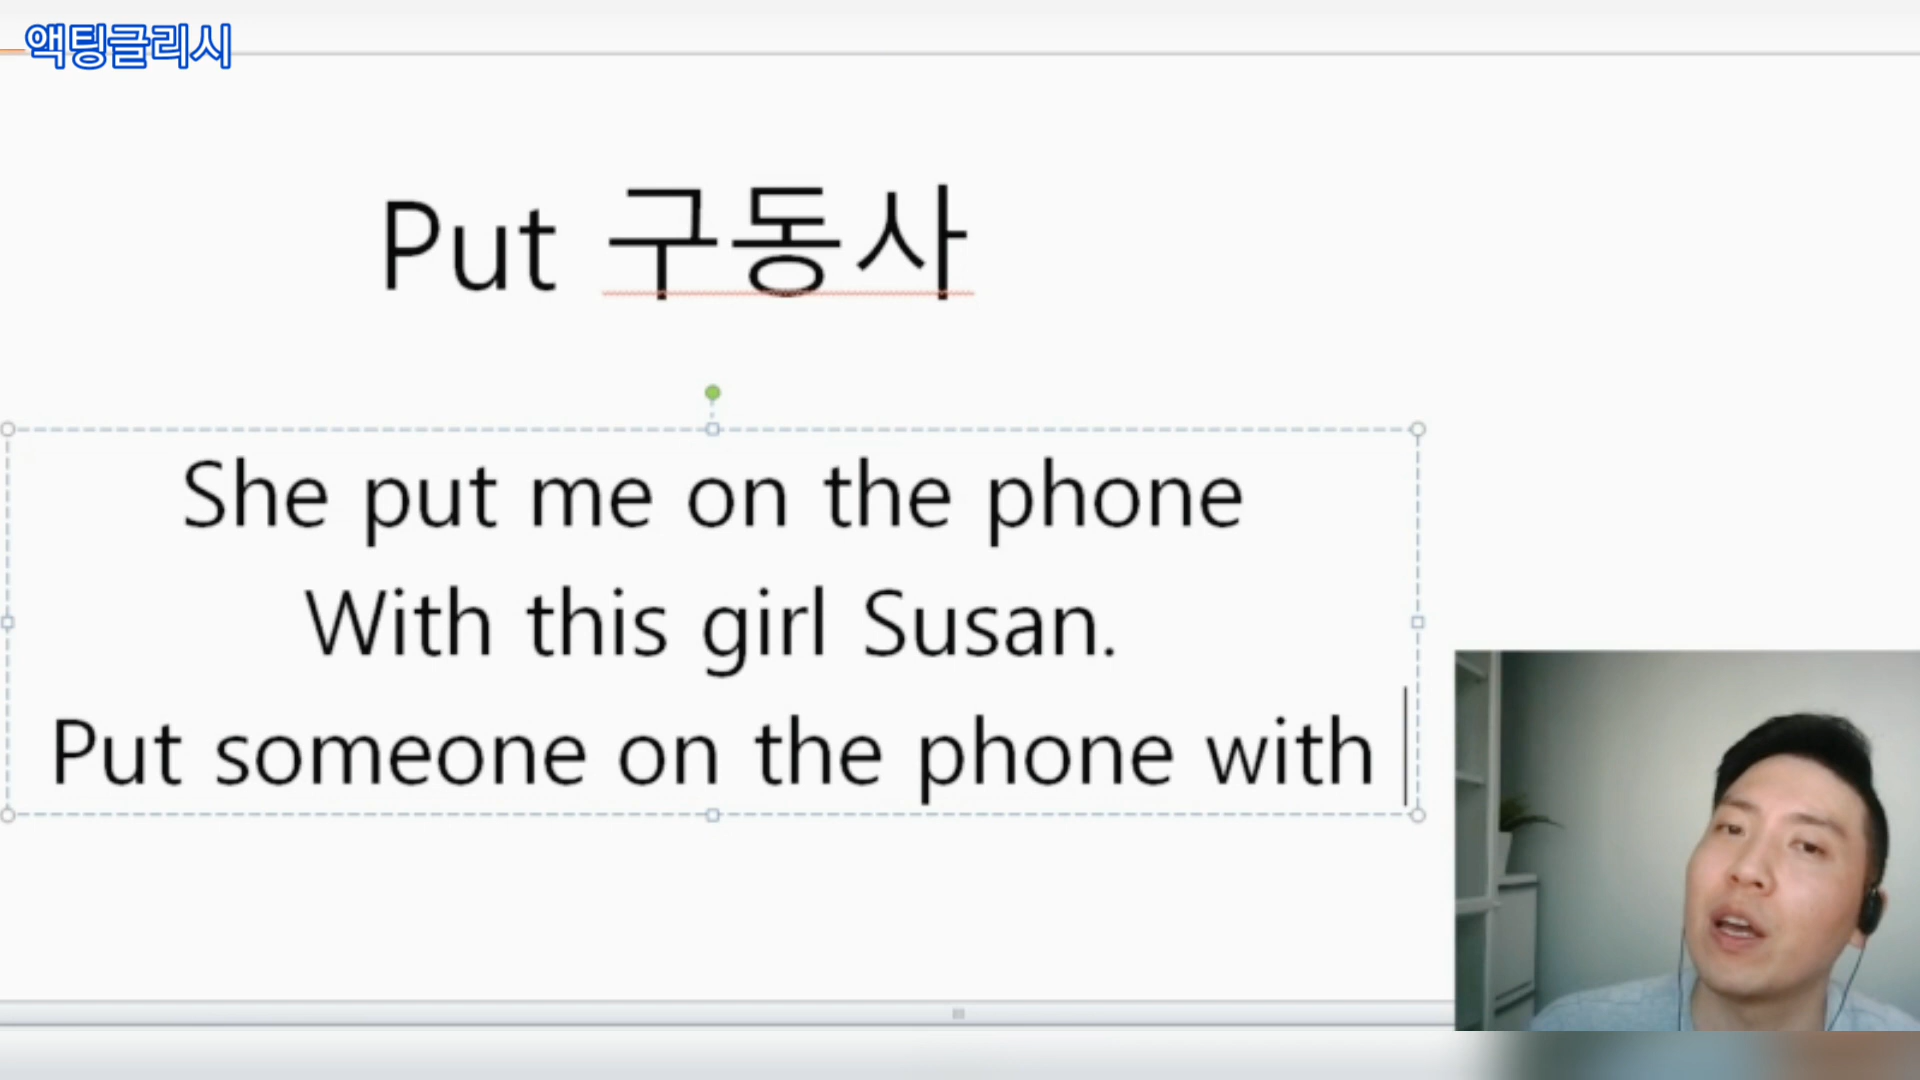 액팅글리시
Put 구동사
She put me on the phone
With this girl Susan.
Put someone on the phone with